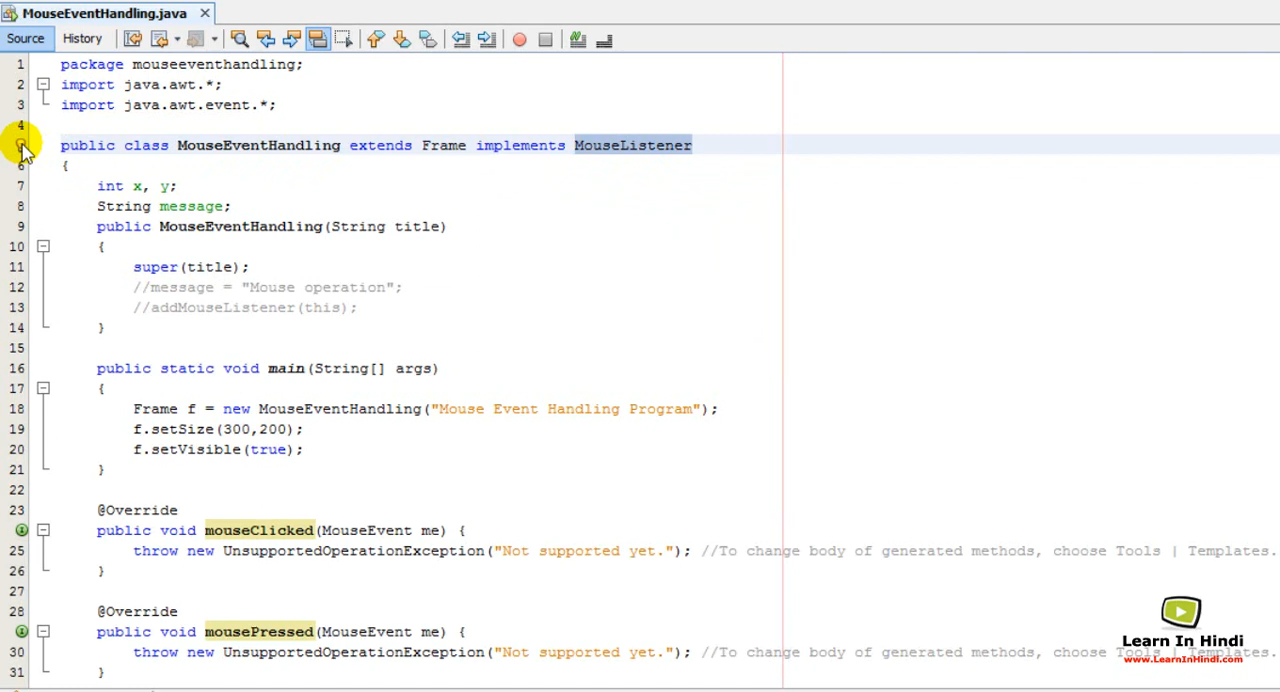 MouseEventHandling.java
Source History
1 package mouseeventhandling;
2 import java.awt.*;
3 import java.awt.event.*;
4
public class MouseEventHandling extends Frame implements MouseListener
6 {
7 int x, y;
8 String message;
9 public MouseEventHandling(String title)
10 {
11 super(title);
12 //message = "Mouse operation";
13 //addMouseListener(this);
14 }
15
16 public static void main(String[] args)
17 {
18 Frame f = new MouseEventHandling("Mouse Event Handling Program");
19 f.setSize(300,200);
20 f.setVisible(true);
21 }
22
23 @Override
public void mouseClicked(MouseEvent me) {
25 throw new UnsupportedOperationException("Not supported yet."); //To change body of generated methods, choose Tools | Templates.
26 }
27
28 @Override
public void mousePressed(MouseEvent me) {
30 throw new UnsupportedOperationException("Not supported yet."); //To change body of generated methods, choose Tools | Templates.
31 }
Learn In Hindi
www.LearnInHindi.com